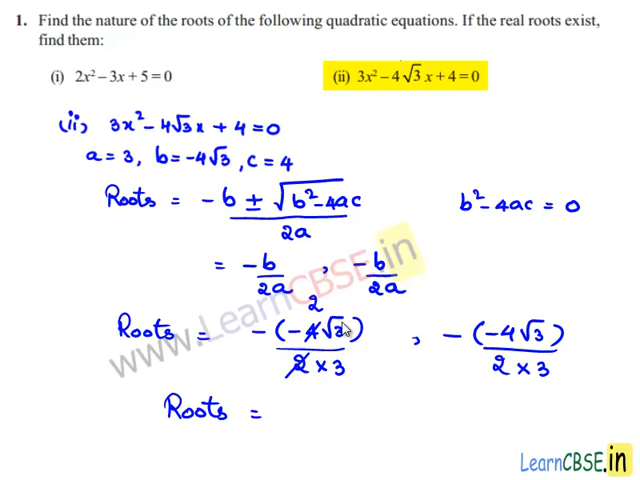 1. Find the nature of the roots of the following quadratic equations. If the real roots exist,
find them:
(i) 2x² – 3x + 5 = 0 (ii) 3x² – 4√3 x + 4 = 0
(ii) 3x² – 4√3x + 4 = 0
a = 3, b = –4√3, c = 4
Roots = –b ± √b²–4ac / 2a b² – 4ac = 0
= –b/2a , –b/2a
2
Roots = –(–4√3) / 2 × 3 , –(–4√3) / 2 × 3
Roots =
www.LearnCBSE.in
LearnCBSE.in